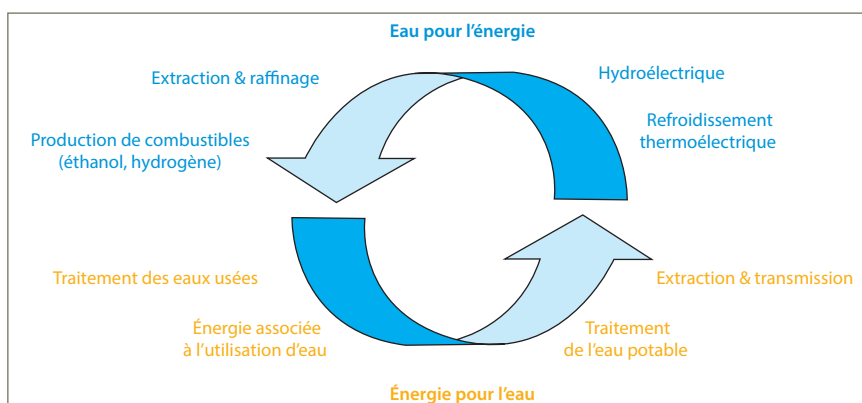 Eau pour l'énergie
Extraction & raffinage
Hydroélectrique
Refroidissement
thermoélectrique
Production de combustibles
(éthanol, hydrogène)
Traitement des eaux usées
Extraction & transmission
Énergie associée
à l'utilisation d'eau
Traitement
de l'eau potable
Énergie pour l'eau